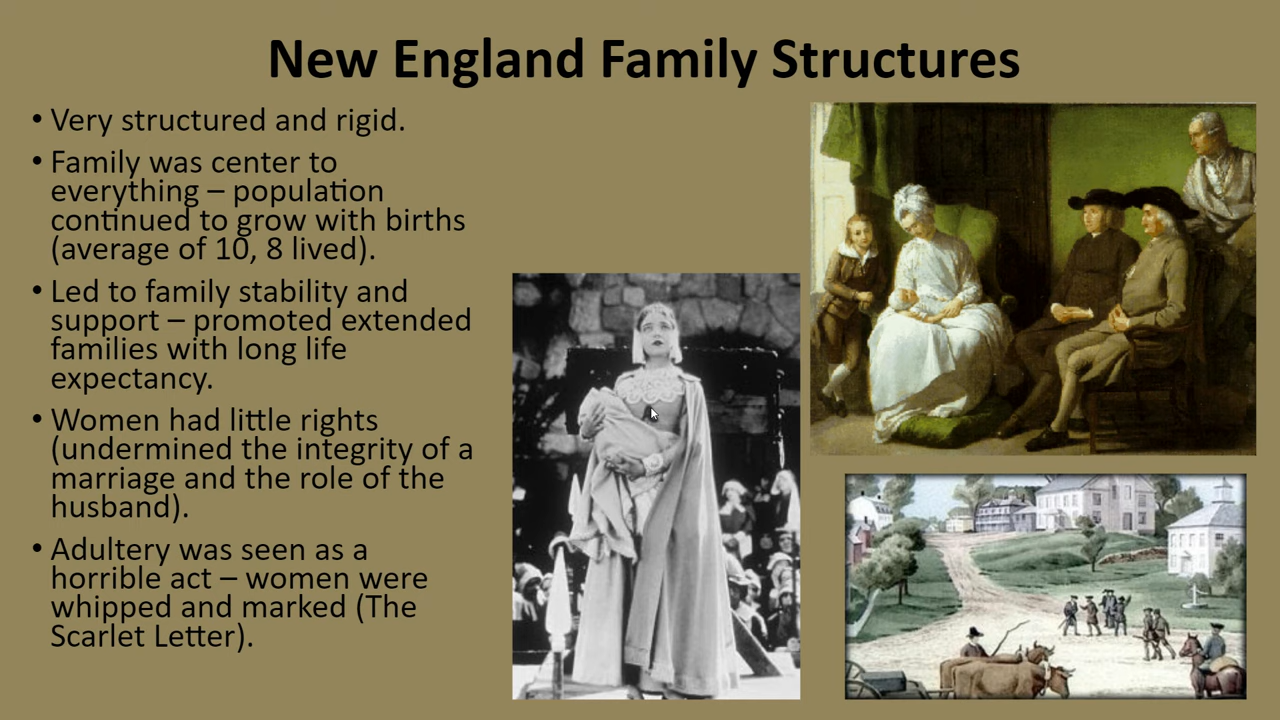 New England Family Structures
• Very structured and rigid.
• Family was center to
everything – population
continued to grow with births
(average of 10, 8 lived).
• Led to family stability and
support – promoted extended
families with long life
expectancy.
• Women had little rights
(undermined the integrity of a
marriage and the role of the
husband).
• Adultery was seen as a
horrible act – women were
whipped and marked (The
Scarlet Letter).